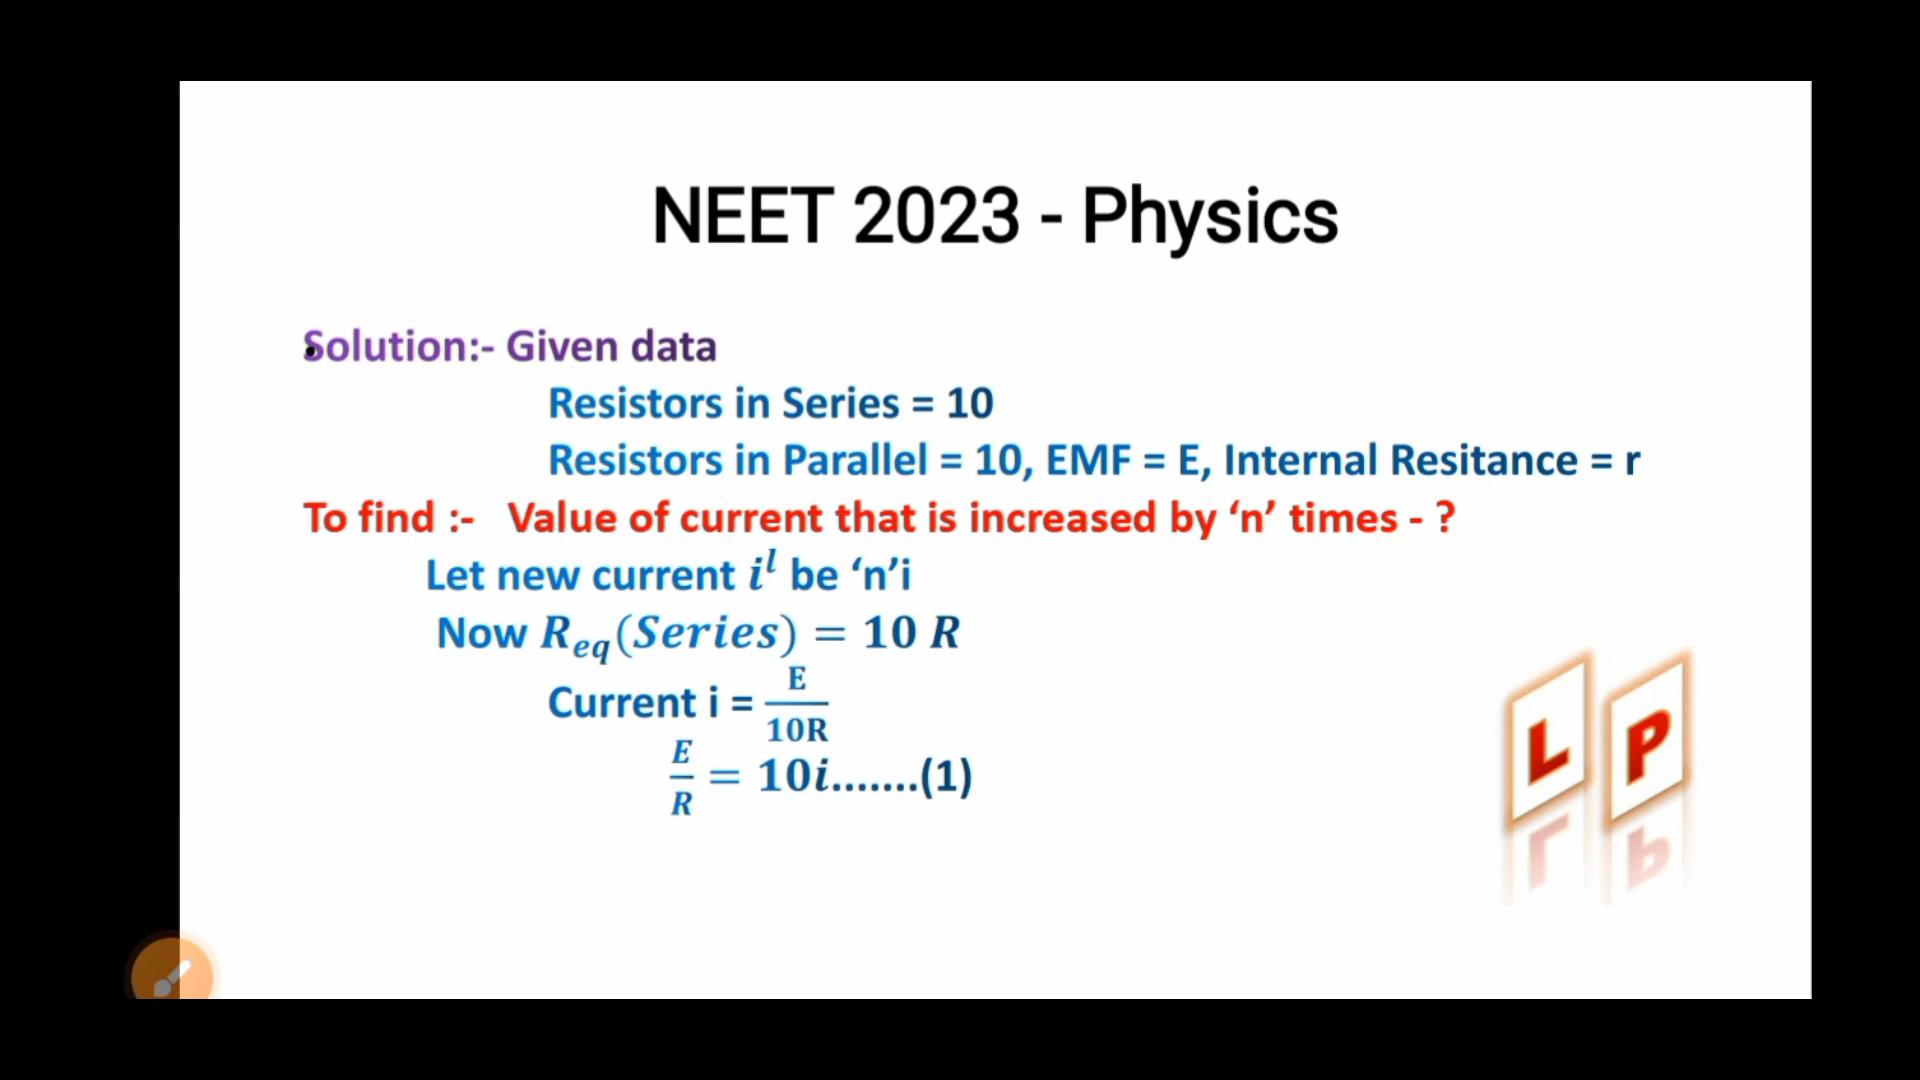 NEET 2023 - Physics
Solution:- Given data
Resistors in Series = 10
Resistors in Parallel = 10, EMF = E, Internal Resitance = r
To find :- Value of current that is increased by ‘n’ times - ?
Let new current i^l be ‘n’i
Now R_eq(Series) = 10 R
Current i = E/10R
E/R = 10i.......(1)
L P